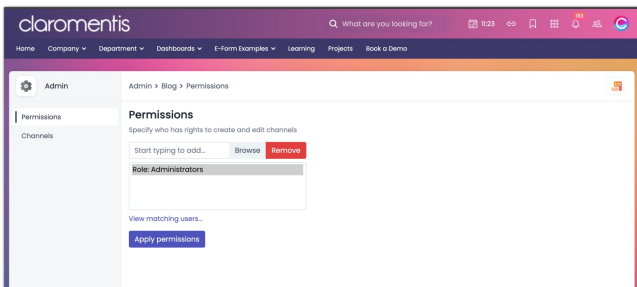 claromentis
What are you looking for?
11:23
193
Home
Company
Department
Dashboards
E-Form Examples
Learning
Projects
Book a Demo
Admin
Admin > Blog > Permissions
Permissions
Channels
Permissions
Specify who has rights to create and edit channels
Start typing to add...
Browse
Remove
Role: Administrators
View matching users...
Apply permissions